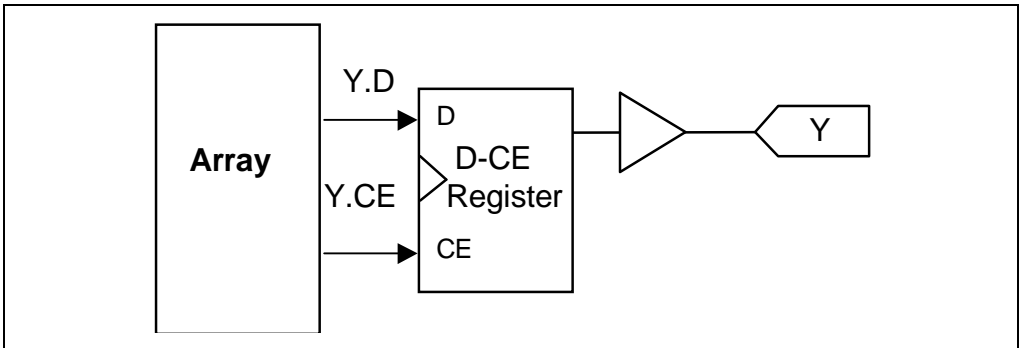 Array
Y.D
Y.CE
D
D-CE
Register
CE
Y